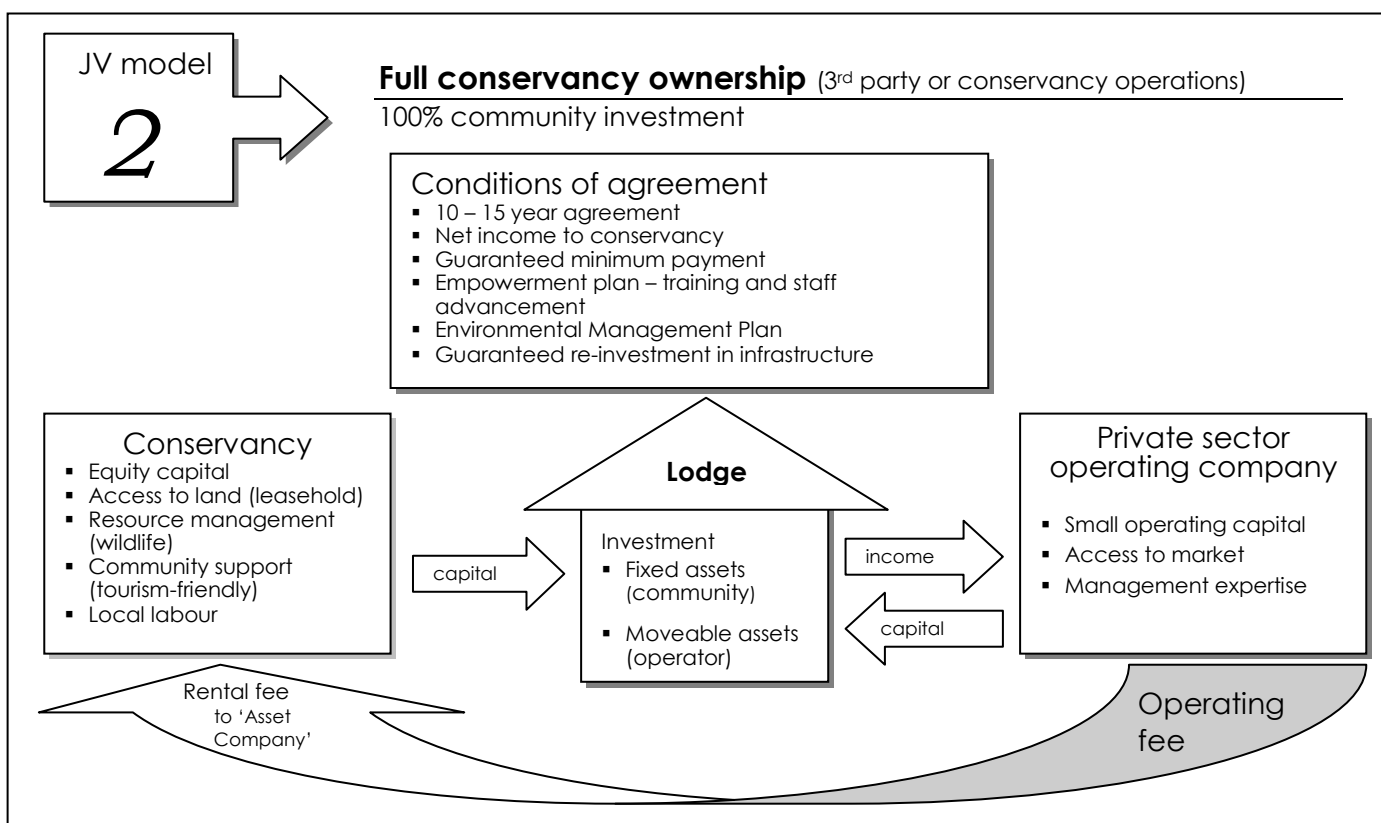 JV model
2
Full conservancy ownership (3rd party or conservancy operations)
100% community investment
Conditions of agreement
▪ 10 – 15 year agreement
▪ Net income to conservancy
▪ Guaranteed minimum payment
▪ Empowerment plan – training and staff
advancement
▪ Environmental Management Plan
▪ Guaranteed re-investment in infrastructure
Conservancy
▪ Equity capital
▪ Access to land (leasehold)
▪ Resource management
(wildlife)
▪ Community support
(tourism-friendly)
▪ Local labour
capital
Lodge
Investment
▪ Fixed assets
(community)
▪ Moveable assets
(operator)
income
capital
Private sector
operating company
▪ Small operating capital
▪ Access to market
▪ Management expertise
Rental fee
to ‘Asset
Company’
Operating
fee